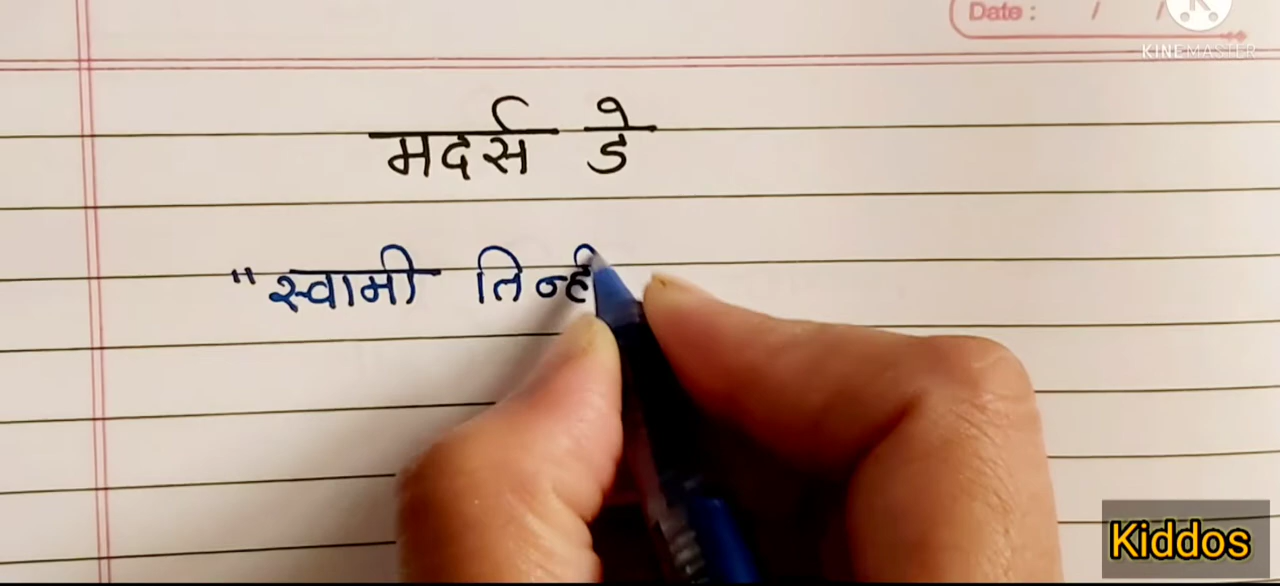 Date : / /
KINEMASTER
मदर्स डे
"स्वामी तिन्ही
Kiddos